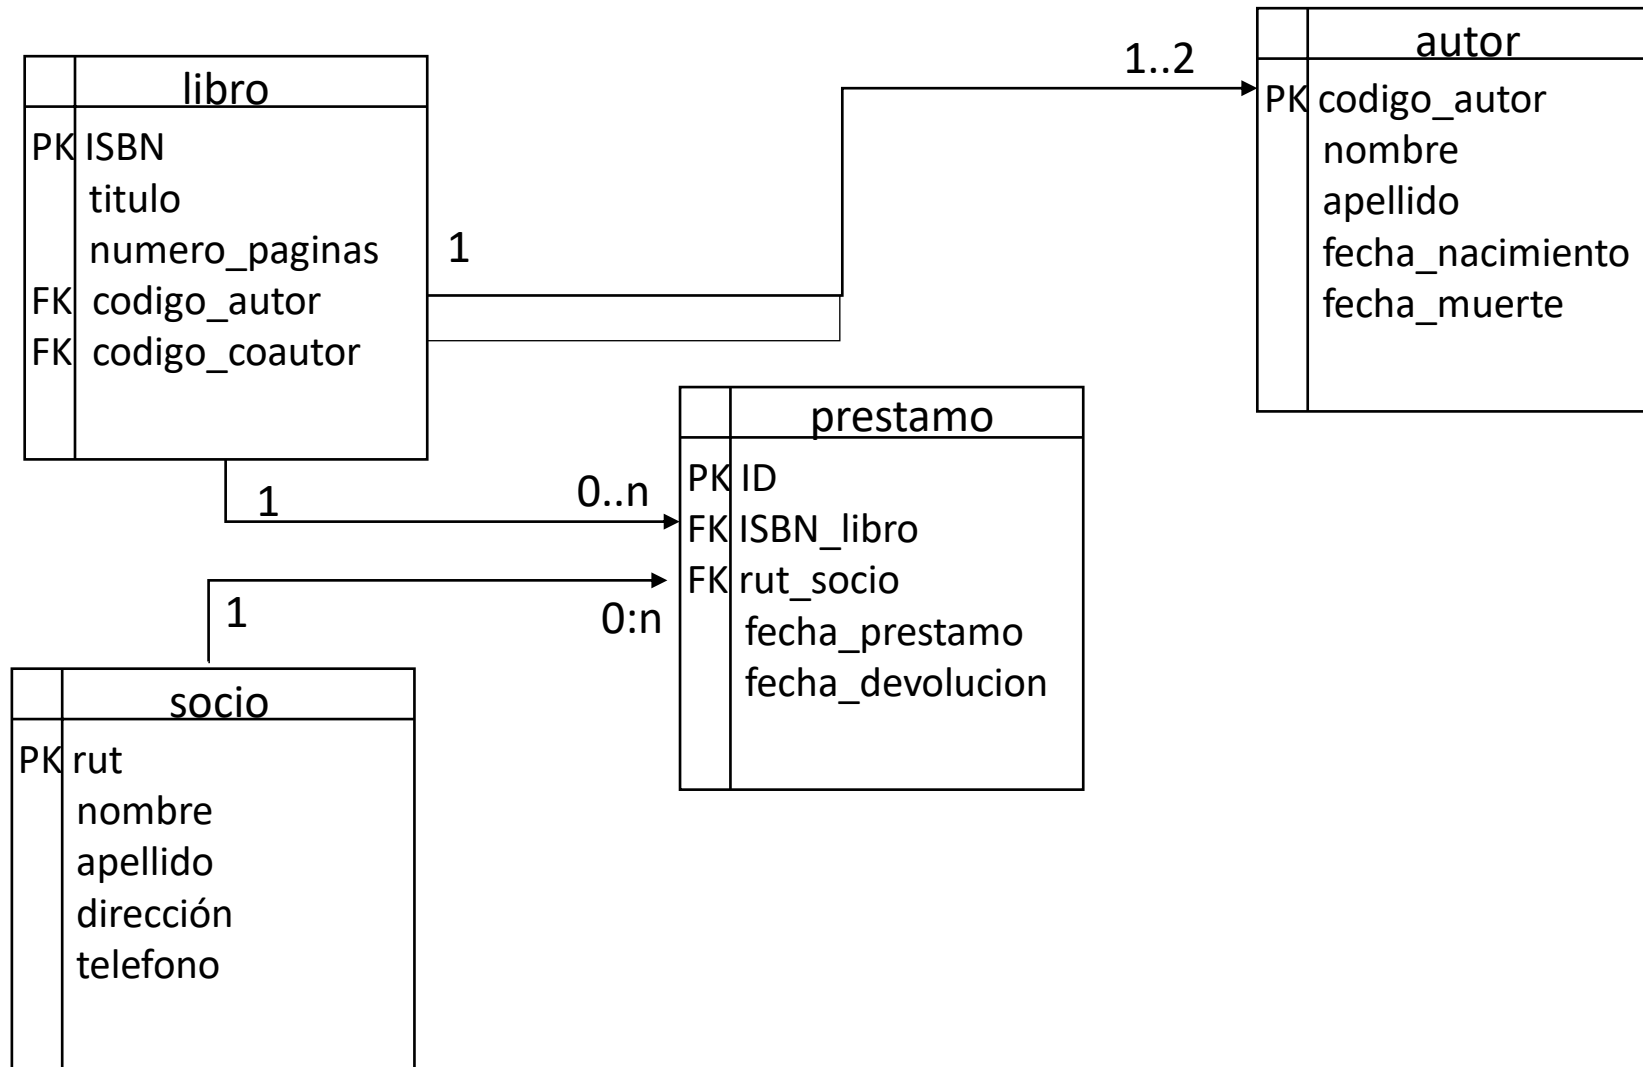 libro
PK ISBN
titulo
numero_paginas
FK codigo_autor
FK codigo_coautor
1
1..2
autor
PK codigo_autor
nombre
apellido
fecha_nacimiento
fecha_muerte
1
0..n
prestamo
PK ID
FK ISBN_libro
FK rut_socio
fecha_prestamo
fecha_devolucion
1
0:n
socio
PK rut
nombre
apellido
dirección
telefono